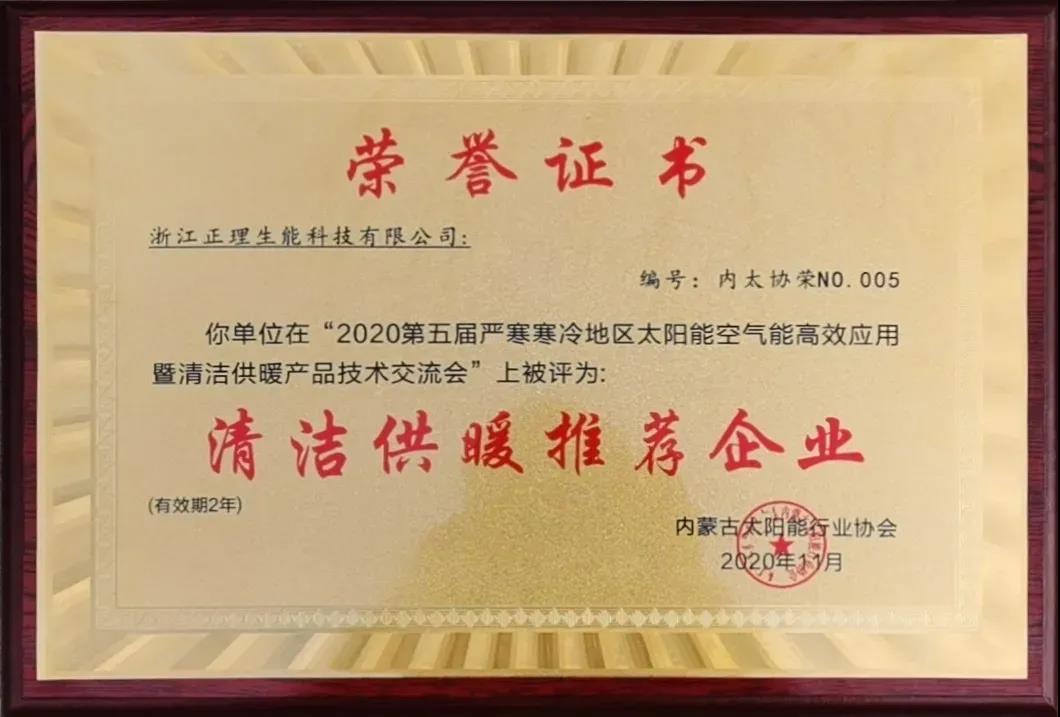 荣誉证书
浙江正理生能科技有限公司:
编号：内太协荣NO.005
你单位在“2020第五届严寒寒冷地区太阳能空气能高效应用
暨清洁供暖产品技术交流会”上被评为:
清洁供暖推荐企业
(有效期2年)
内蒙古太阳能行业协会
2020年11月